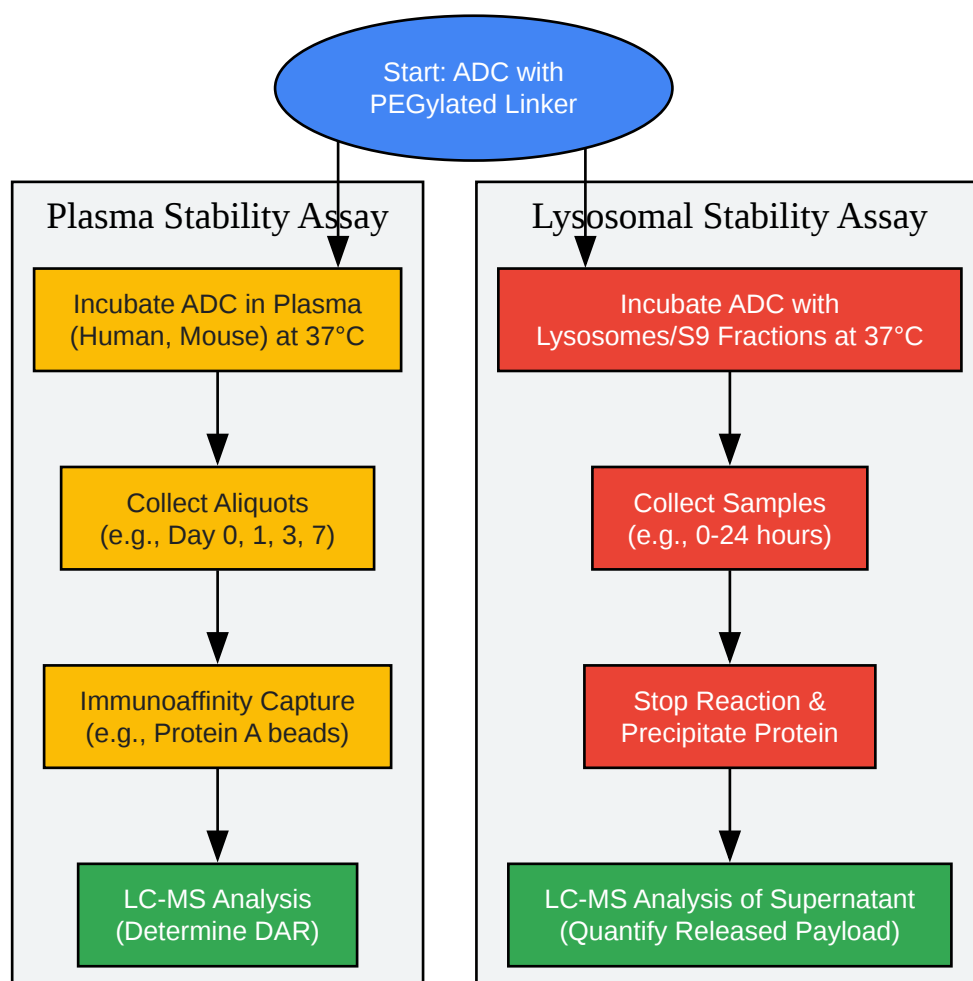 Start: ADC with
PEGylated Linker
Plasma Stability Assay
Incubate ADC in Plasma
(Human, Mouse) at 37°C
Collect Aliquots
(e.g., Day 0, 1, 3, 7)
Immunoaffinity Capture
(e.g., Protein A beads)
LC-MS Analysis
(Determine DAR)
Lysosomal Stability Assay
Incubate ADC with
Lysosomes/S9 Fractions at 37°C
Collect Samples
(e.g., 0-24 hours)
Stop Reaction &
Precipitate Protein
LC-MS Analysis of Supernatant
(Quantify Released Payload)